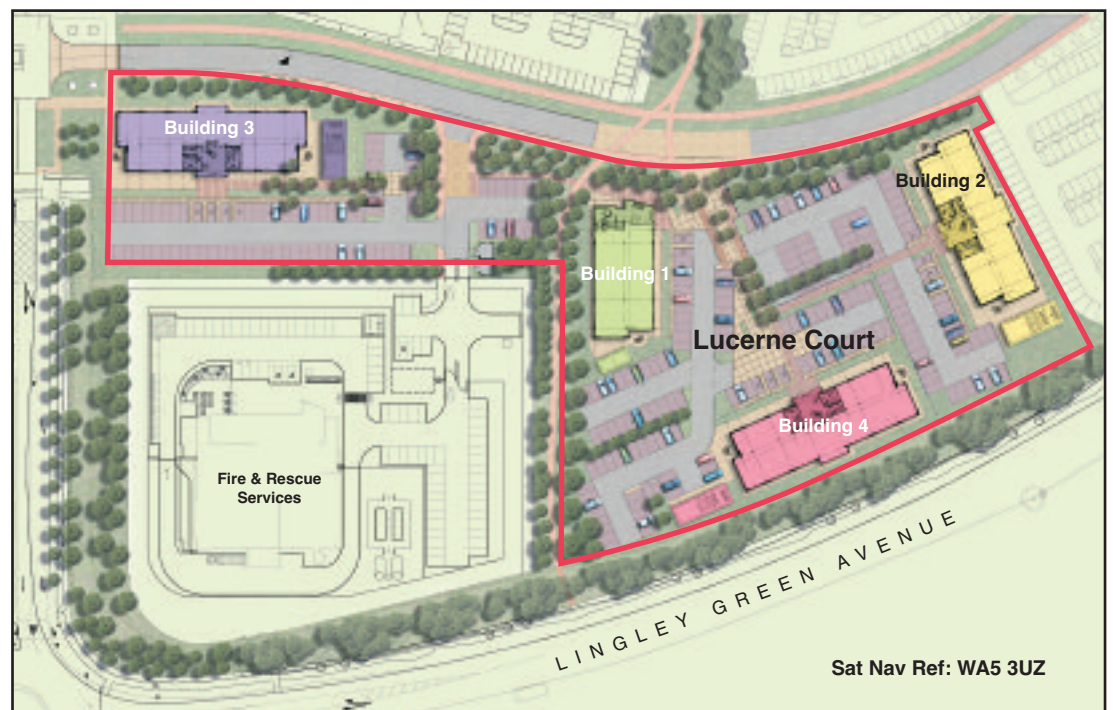 Building 3
Building 2
Building 1
Lucerne Court
Building 4
Fire & Rescue
Services
LINGLEY GREEN AVENUE
Sat Nav Ref: WA5 3UZ